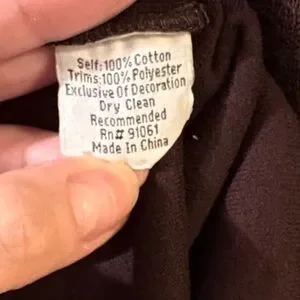 Self: 100% Cotton
Trims: 100% Polyester
Exclusive Of Decoration
Dry Clean
Recommended
Rn# 91061
Made In China